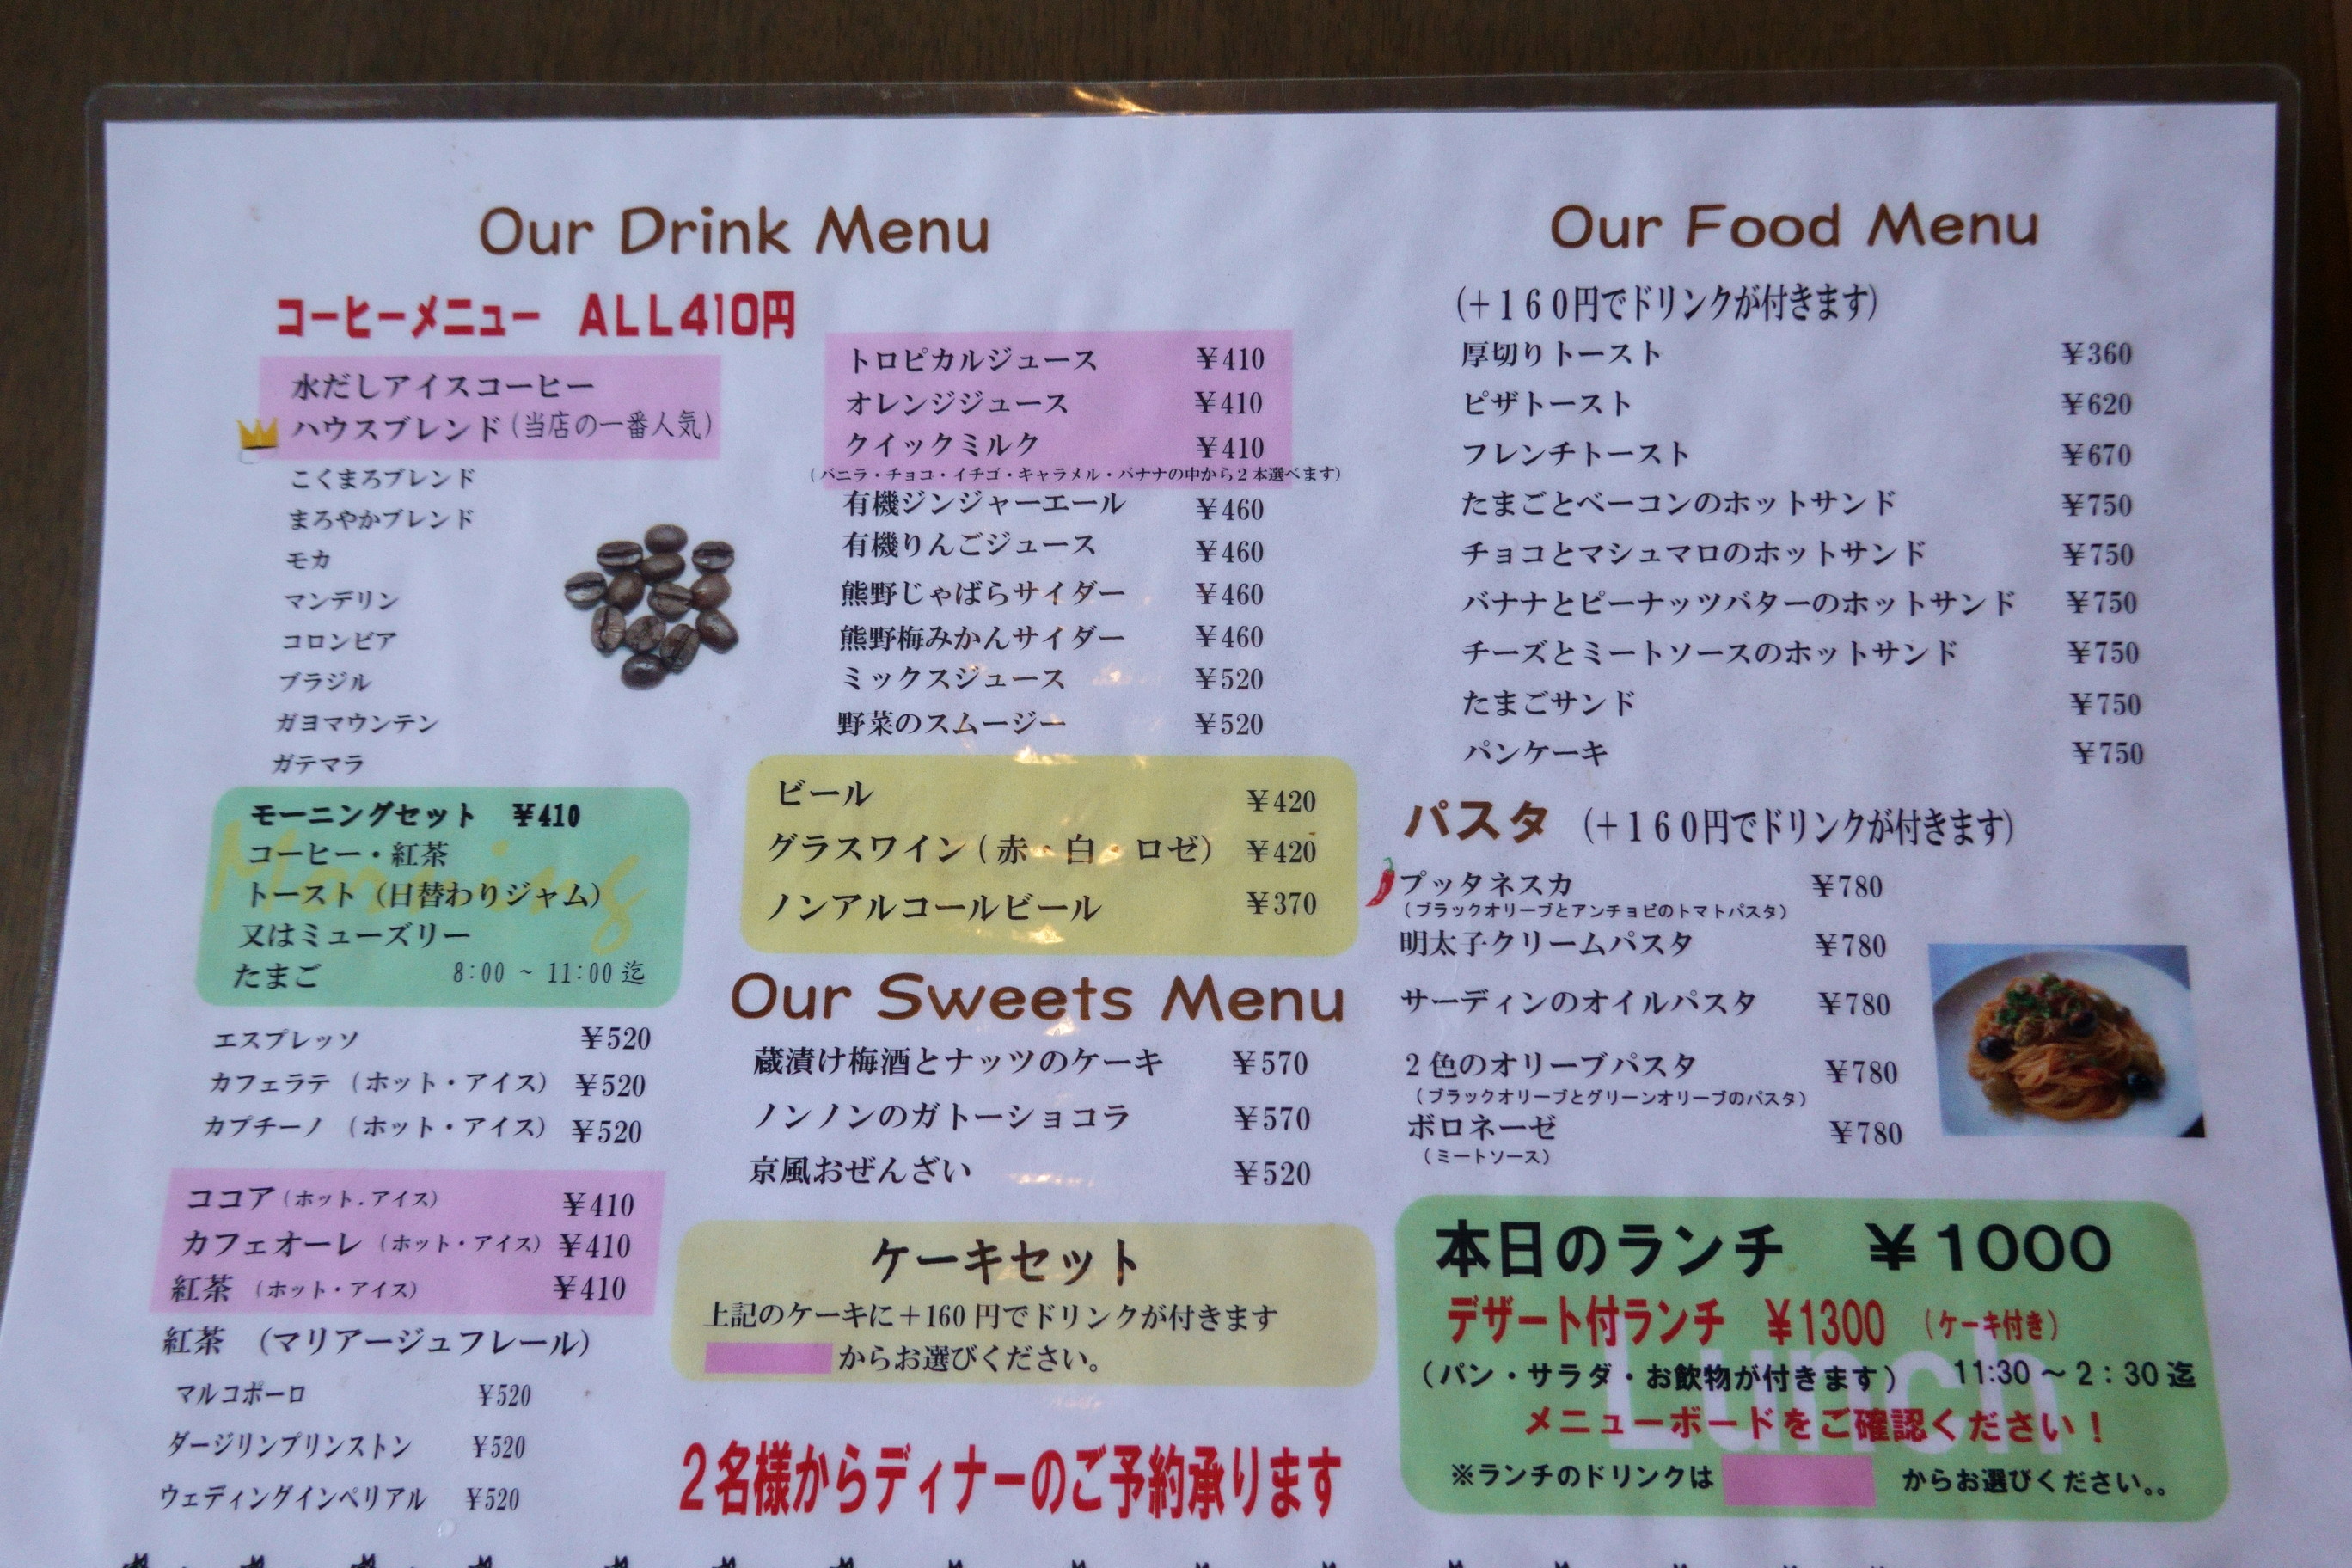 Our Drink Menu
コーヒーメニュー ALL410円
水だしアイスコーヒー
ハウスブレンド(当店の一番人気)
こくまろブレンド
まろやかブレンド
モカ
マンデリン
コロンビア
ブラジル
ガヨマウンテン
ガテマラ
Morning
モーニングセット ¥410
コーヒー・紅茶
トースト(日替わりジャム)
又はミューズリー
たまご 8:00 ~ 11:00 迄
エスプレッソ ¥520
カフェラテ (ホット・アイス) ¥520
カプチーノ (ホット・アイス) ¥520
ココア(ホット.アイス) ¥410
カフェオーレ (ホット・アイス) ¥410
紅茶 (ホット・アイス) ¥410
紅茶 (マリアージュフレール)
マルコポーロ ¥520
ダージリンプリンストン ¥520
ウェディングインペリアル ¥520
トロピカルジュース ¥410
オレンジジュース ¥410
クイックミルク ¥410
(バニラ・チョコ・イチゴ・キャラメル・バナナの中から2本選べます)
有機ジンジャーエール ¥460
有機りんごジュース ¥460
熊野じゃばらサイダー ¥460
熊野梅みかんサイダー ¥460
ミックスジュース ¥520
野菜のスムージー ¥520
ビール ¥420
グラスワイン(赤・白・ロゼ) ¥420
ノンアルコールビール ¥370
Our Sweets Menu
蔵漬け梅酒とナッツのケーキ ¥570
ノンノンのガトーショコラ ¥570
京風おぜんざい ¥520
ケーキセット
上記のケーキに+160円でドリンクが付きます
からお選びください。
2名様からディナーのご予約承ります
Our Food Menu
(+160円でドリンクが付きます)
厚切りトースト ¥360
ピザトースト ¥620
フレンチトースト ¥670
たまごとベーコンのホットサンド ¥750
チョコとマシュマロのホットサンド ¥750
バナナとピーナッツバターのホットサンド ¥750
チーズとミートソースのホットサンド ¥750
たまごサンド ¥750
パンケーキ ¥750
パスタ (+160円でドリンクが付きます)
プッタネスカ ¥780
(ブラックオリーブとアンチョビのトマトパスタ)
明太子クリームパスタ ¥780
サーディンのオイルパスタ ¥780
2色のオリーブパスタ ¥780
(ブラックオリーブとグリーンオリーブのパスタ)
ボロネーゼ ¥780
(ミートソース)
Lunch
本日のランチ ¥1000
デザート付ランチ ¥1300 (ケーキ付き)
(パン・サラダ・お飲物が付きます) 11:30~2:30迄
メニューボードをご確認ください!
※ランチのドリンクは からお選びください。。